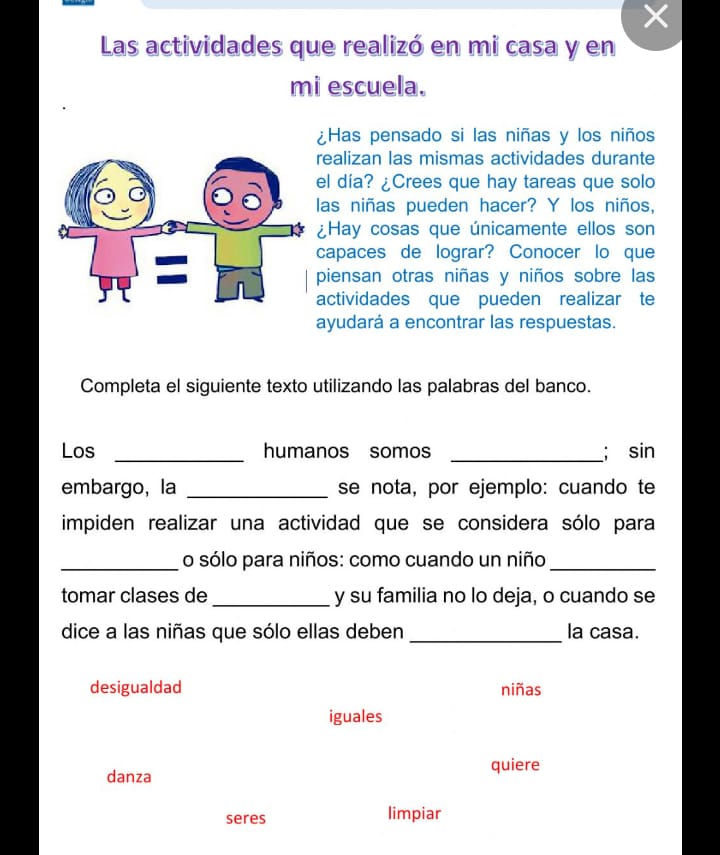 Las actividades que realizó en mi casa y en
mi escuela.
¿Has pensado si las niñas y los niños
realizan las mismas actividades durante
el día? ¿Crees que hay tareas que solo
las niñas pueden hacer? Y los niños,
¿Hay cosas que únicamente ellos son
capaces de lograr? Conocer lo que
piensan otras niñas y niños sobre las
actividades que pueden realizar te
ayudará a encontrar las respuestas.
Completa el siguiente texto utilizando las palabras del banco.
Los ____________ humanos somos ______________; sin
embargo, la _____________ se nota, por ejemplo: cuando te
impiden realizar una actividad que se considera sólo para
___________ o sólo para niños: como cuando un niño __________
tomar clases de ___________ y su familia no lo deja, o cuando se
dice a las niñas que sólo ellas deben ______________ la casa.
desigualdad
niñas
iguales
quiere
danza
limpiar
seres